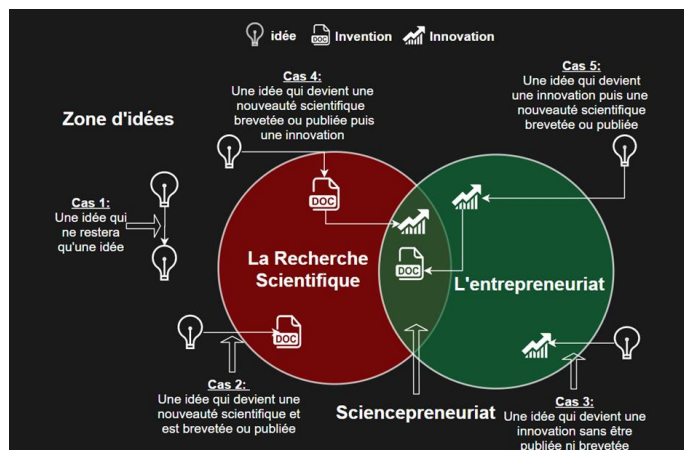 idée
DOC
Invention
Innovation
Zone d'idées
Cas 4:
Une idée qui devient une
nouveauté scientifique
brevetée ou publiée puis
une innovation
Cas 5:
Une idée qui devient
une innovation puis une
nouveauté scientifique
brevetée ou publiée
Cas 1:
Une idée qui
ne restera
qu'une idée
DOC
La Recherche
Scientifique
DOC
L'entrepreneuriat
DOC
Cas 2:
Une idée qui devient une
nouveauté scientifique et
est brevetée ou publiée
Sciencepreneuriat
Cas 3:
Une idée qui devient une
innovation sans être
publiée ni brevetée